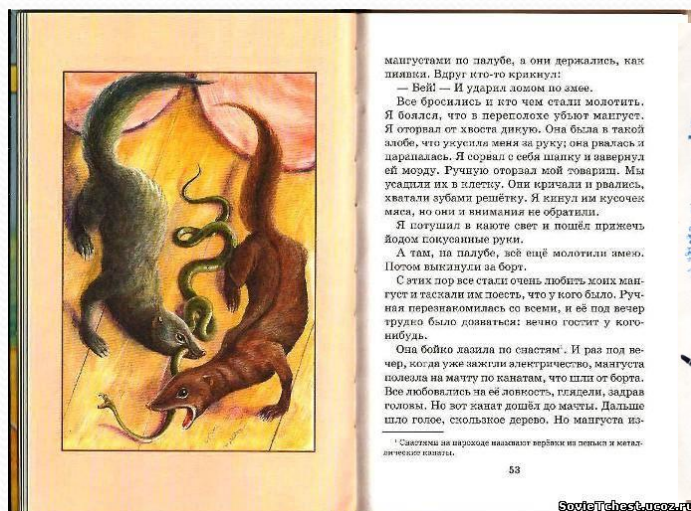 мангустами по палубе, а они держались, как
пиявки. Вдруг кто-то крикнул:
— Бей! — И ударил ломом по змее.
Все бросились и кто чем стали молотить.
Я боялся, что в переполохе убьют мангуст.
Я оторвал от хвоста дикую. Она была в такой
злобе, что укусила меня за руку; она рвалась и
царапалась. Я сорвал с себя шапку и завернул
ей морду. Ручную оторвал мой товарищ. Мы
усадили их в клетку. Они кричали и рвались,
хватали зубами решётку. Я кинул им кусочек
мяса, но они и внимания не обратили.
Я потушил в каюте свет и пошёл прижечь
йодом покусанные руки.
А там, на палубе, всё ещё молотили змею.
Потом выкинули за борт.
С этих пор все стали очень любить моих ман-
густ и таскали им поесть, что у кого было. Руч-
ная перезнакомилась со всеми, и её под вечер
трудно было дозваться: вечно гостит у кого-
нибудь.
Она бойко лазила по снастям¹. И раз под ве-
чер, когда уже зажгли электричество, мангуста
полезла на мачту по канатам, что шли от борта.
Все любовались на её ловкость, глядели, задрав
головы. Но вот канат дошёл до мачты. Дальше
шло голое, скользкое дерево. Но мангуста из-
¹ Снастями на пароходе называют верёвки из пеньки и метал-
лические канаты.
53
SovieTchest.ucoz.ru